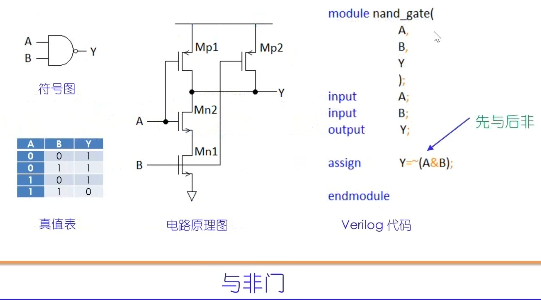 A
B
Y
符号图
A B Y
0 0 1
0 1 1
1 0 1
1 1 0
真值表
Mp1
Mp2
Y
A
Mn2
B
Mn1
电路原理图
module nand_gate(
A,
B,
Y
);
input A;
input B;
output Y;
先与后非
assign Y=~(A&B);
endmodule
Verilog 代码
与非门